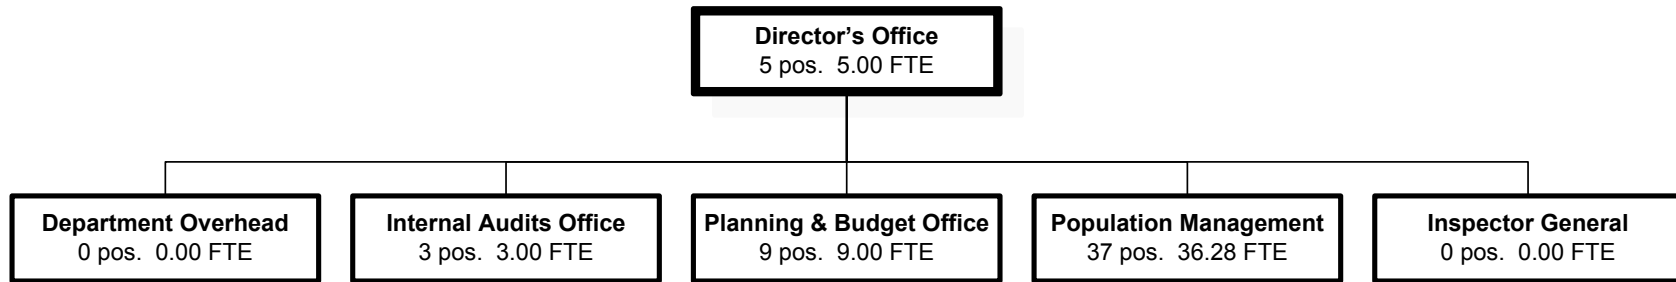 Director’s Office
5 pos.  5.00 FTE
Department Overhead
0 pos.  0.00 FTE
Internal Audits Office
3 pos.  3.00 FTE
Planning & Budget Office
9 pos.  9.00 FTE
Population Management
37 pos.  36.28 FTE
Inspector General
0 pos.  0.00 FTE